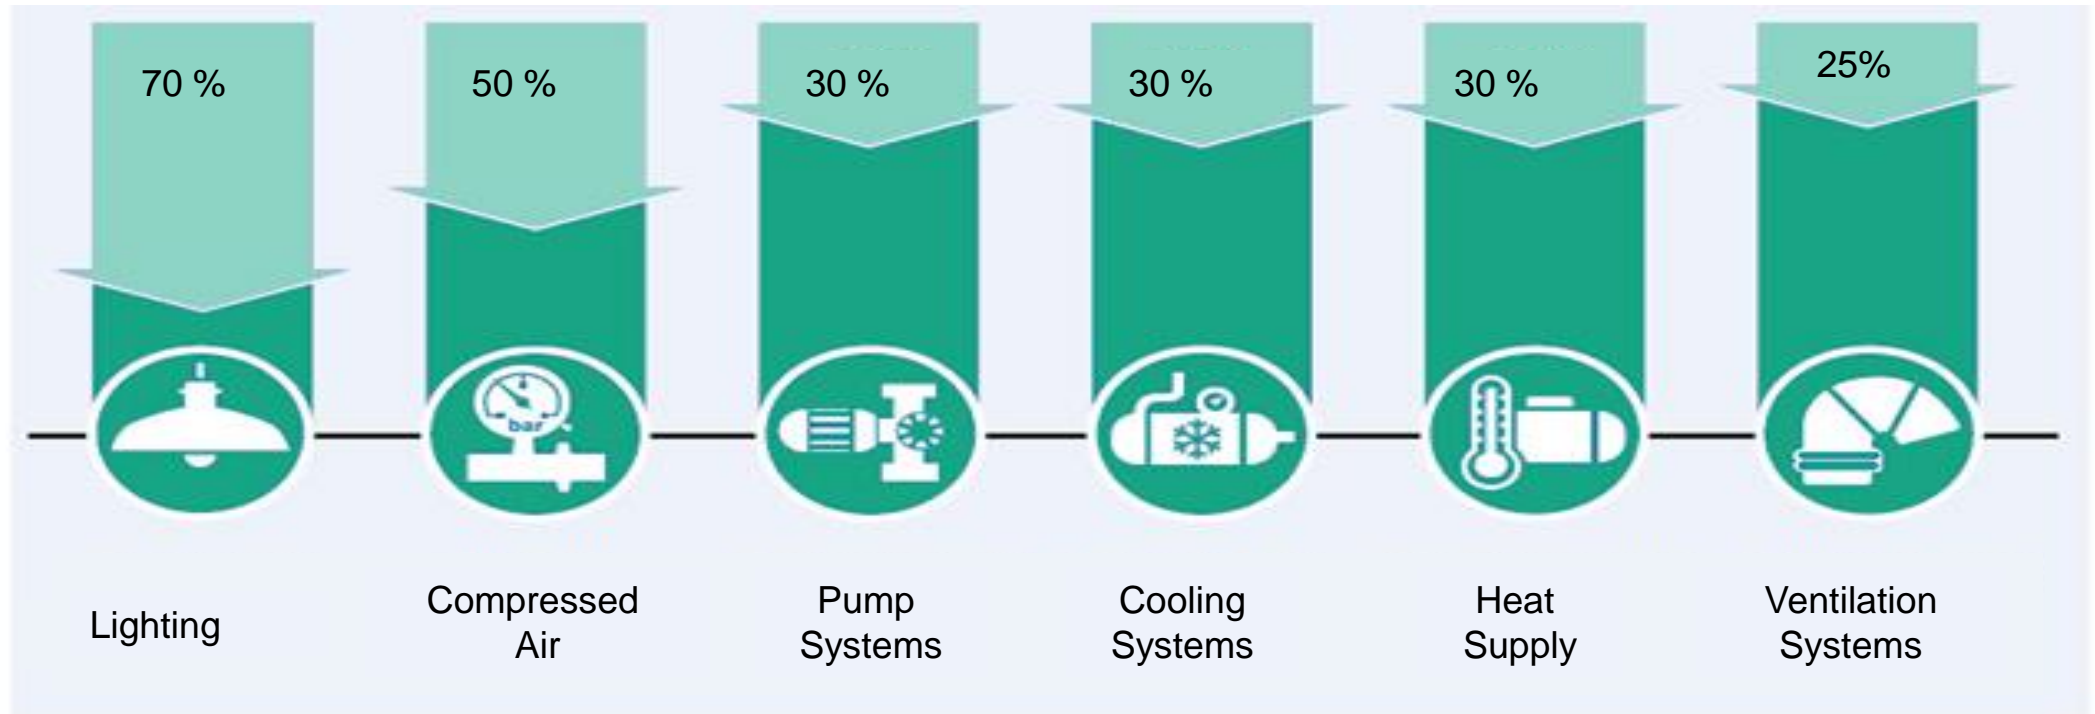 70 %
50 %
30 %
30 %
30 %
25%
bar
Lighting
Compressed
Air
Pump
Systems
Cooling
Systems
Heat
Supply
Ventilation
Systems